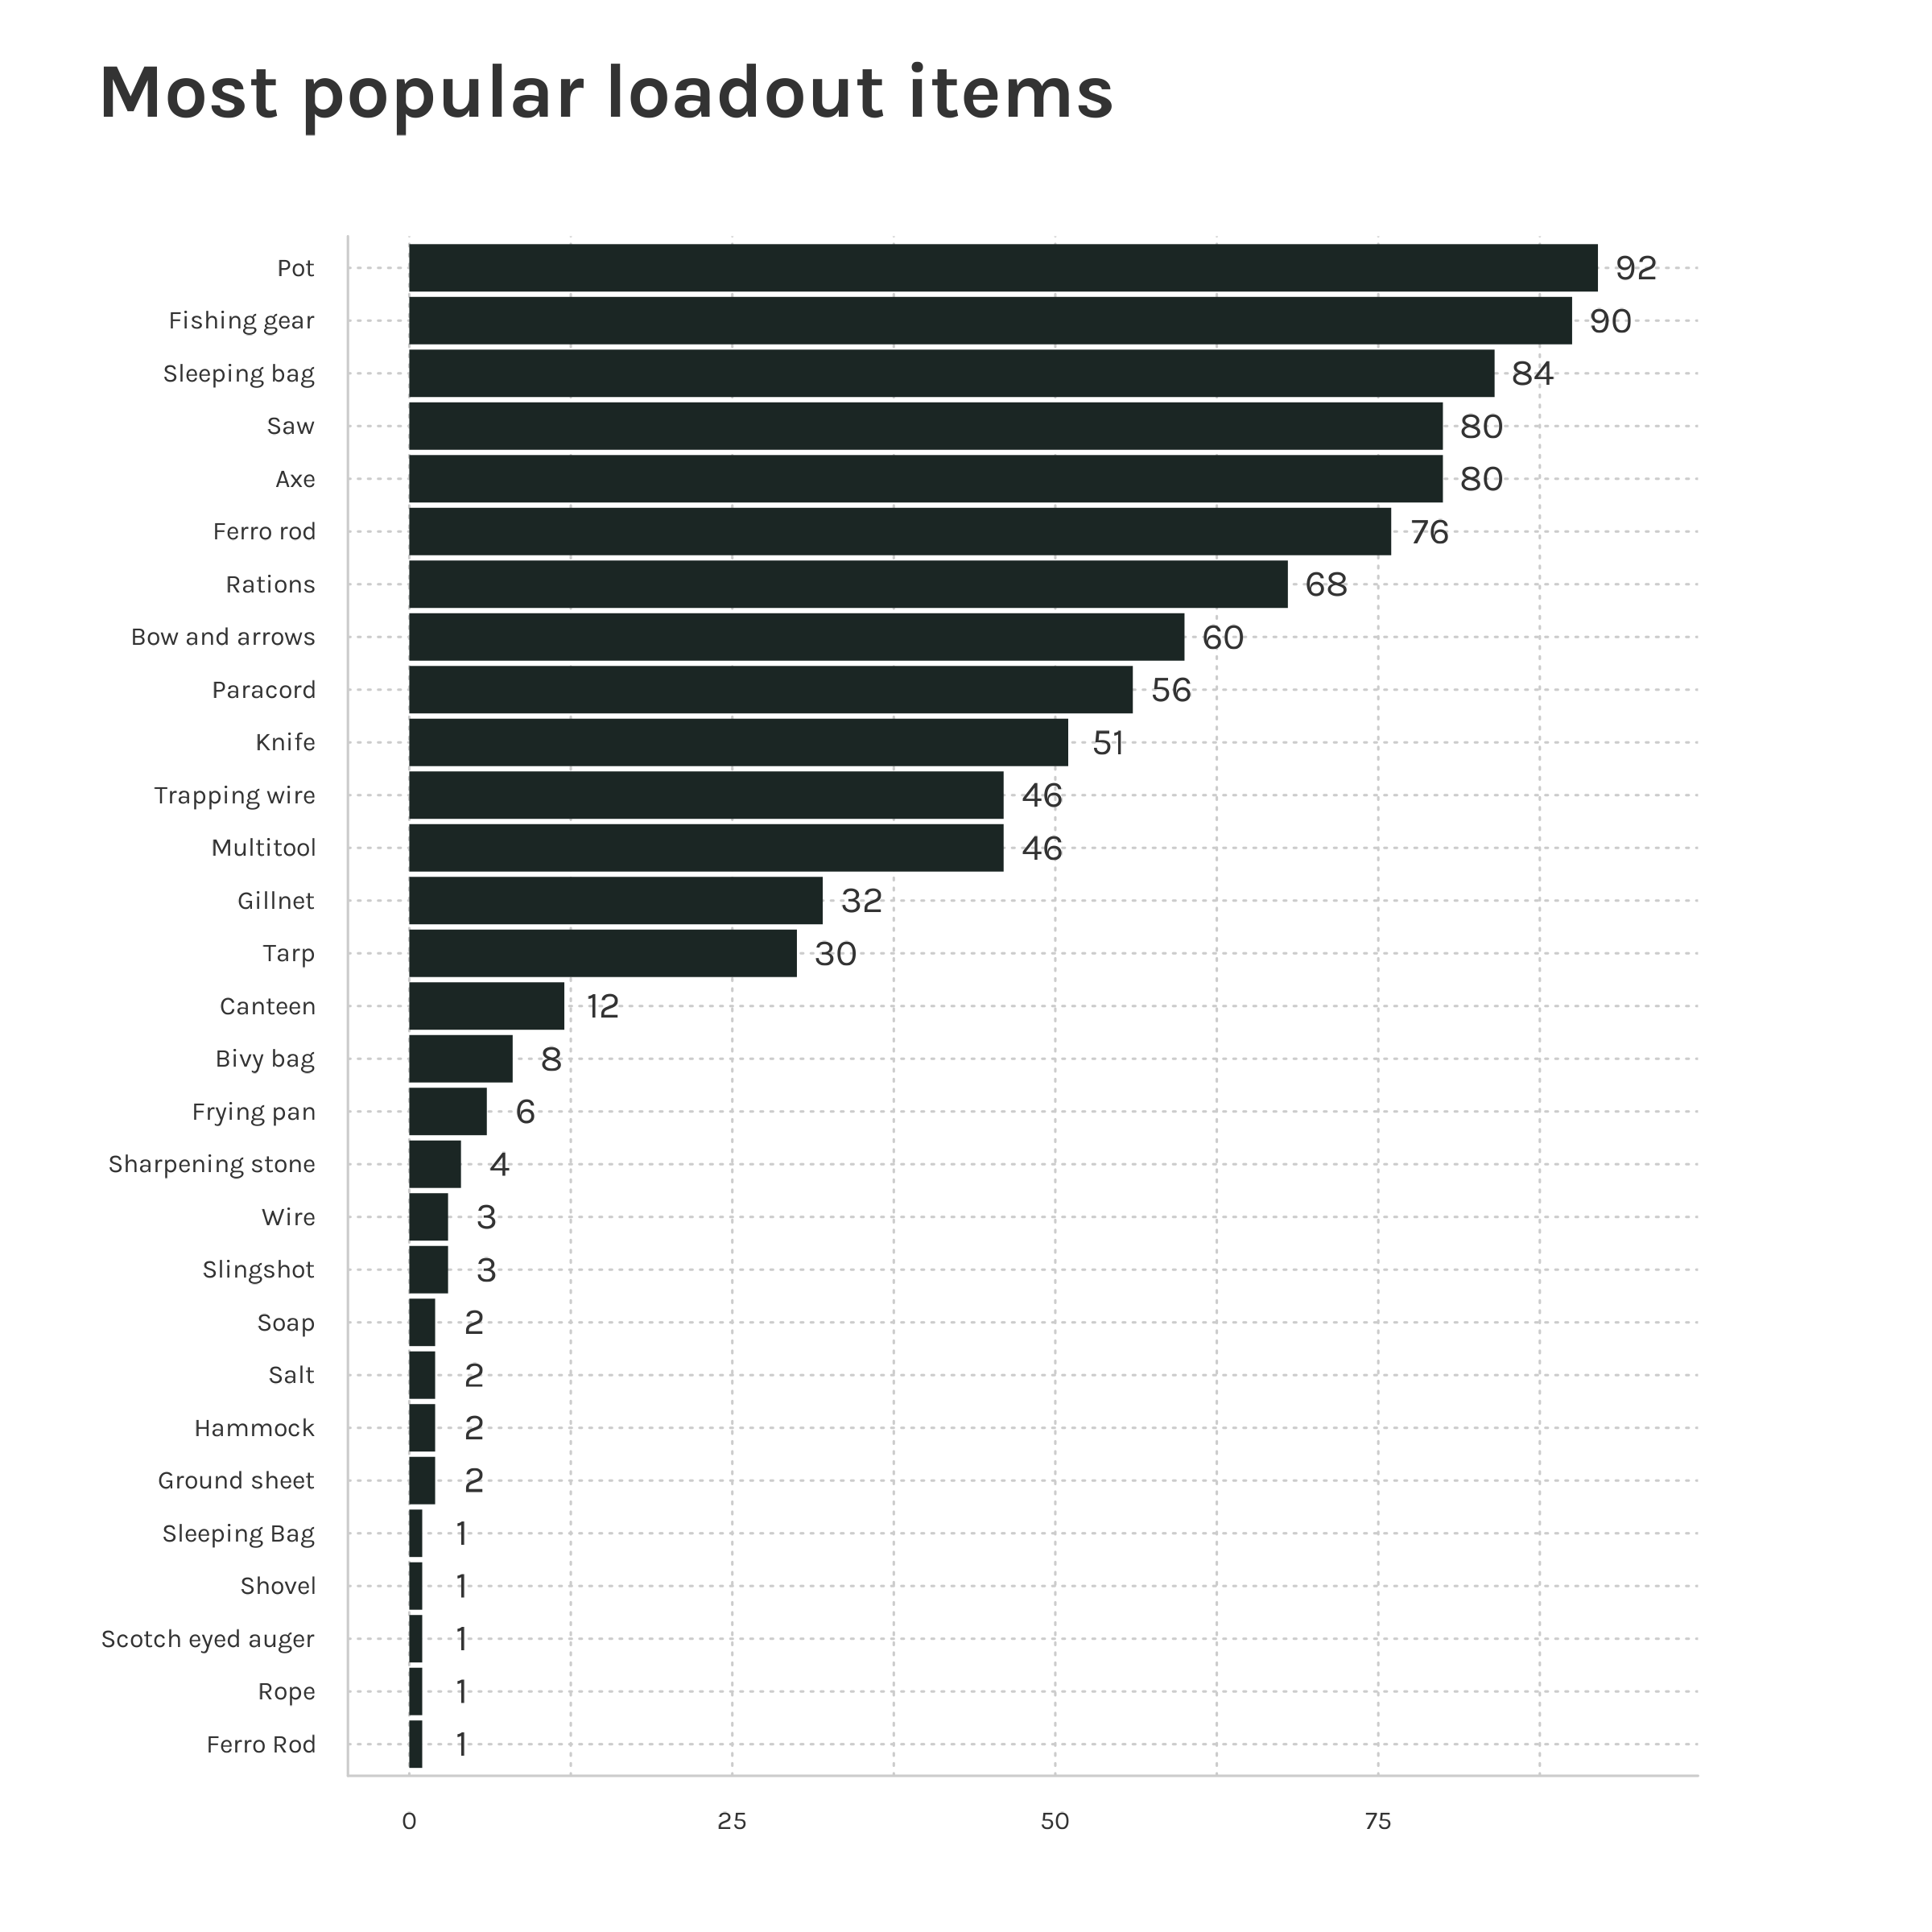 Most popular loadout items
Pot 92
Fishing gear 90
Sleeping bag 84
Saw 80
Axe 80
Ferro rod 76
Rations 68
Bow and arrows 60
Paracord 56
Knife 51
Trapping wire 46
Multitool 46
Gillnet 32
Tarp 30
Canteen 12
Bivy bag 8
Frying pan 6
Sharpening stone 4
Wire 3
Slingshot 3
Soap 2
Salt 2
Hammock 2
Ground sheet 2
Sleeping Bag 1
Shovel 1
Scotch eyed auger 1
Rope 1
Ferro Rod 1
0 25 50 75